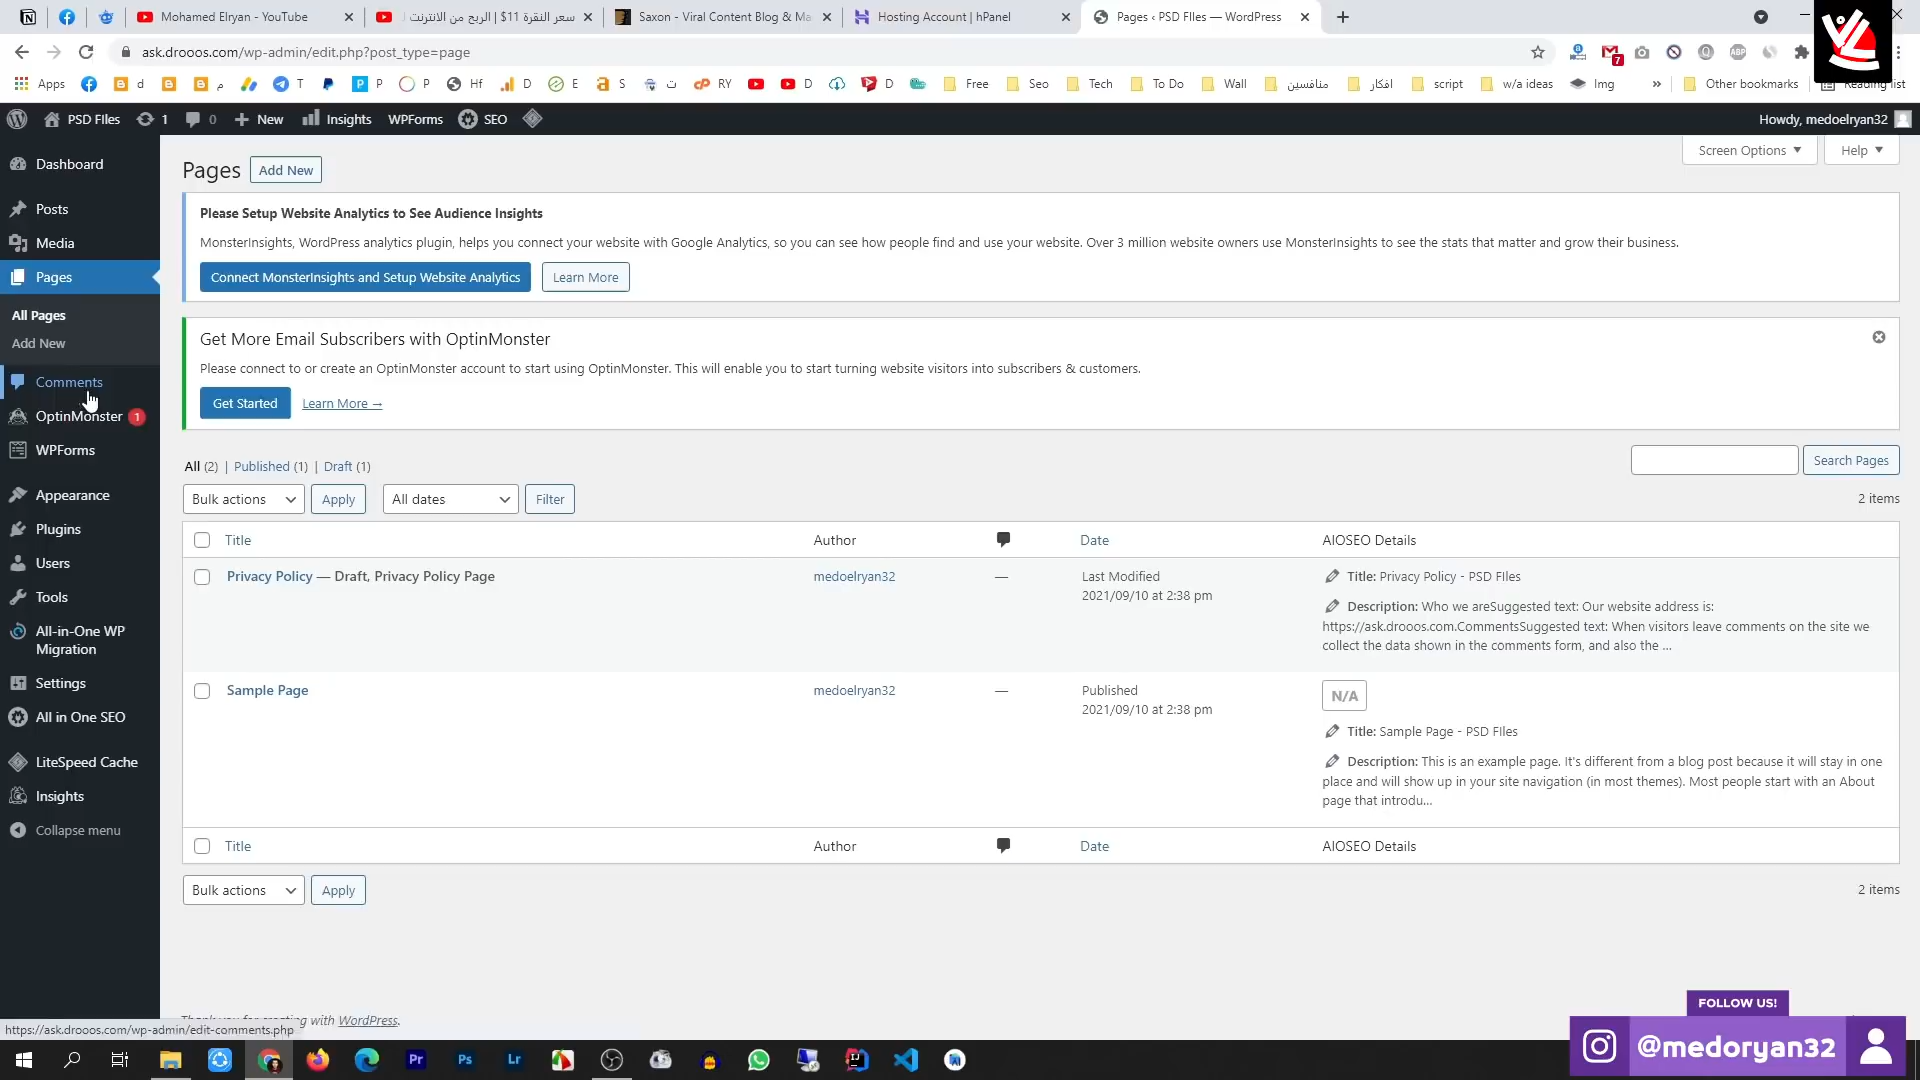 Mohamed Elryan - YouTube
سعر النقرة 11$ | الربح من الانترنت
Saxon - Viral Content Blog & Ma
Hosting Account | hPanel
Pages ‹ PSD FIles — WordPress
ask.drooos.com/wp-admin/edit.php?post_type=page
7
ABP
Apps
d
م
T
P
P
Hf
D
E
S
ت
RY
D
D
Free
Seo
Tech
To Do
Wall
منافسين
افكار
script
w/a ideas
Img
»
Other bookmarks
Reading list
PSD FIles
1
0
New
Insights
WPForms
SEO
Howdy, medoelryan32
Dashboard
Posts
Media
Pages
All Pages
Add New
Comments
OptinMonster 1
WPForms
Appearance
Plugins
Users
Tools
All-in-One WP
Migration
Settings
All in One SEO
LiteSpeed Cache
Insights
Collapse menu
Screen Options
Help
Pages
Add New
Please Setup Website Analytics to See Audience Insights
MonsterInsights, WordPress analytics plugin, helps you connect your website with Google Analytics, so you can see how people find and use your website. Over 3 million website owners use MonsterInsights to see the stats that matter and grow their business.
Connect MonsterInsights and Setup Website Analytics
Learn More
Get More Email Subscribers with OptinMonster
Please connect to or create an OptinMonster account to start using OptinMonster. This will enable you to start turning website visitors into subscribers & customers.
Get Started
Learn More →
All (2) | Published (1) | Draft (1)
Search Pages
Bulk actions
Apply
All dates
Filter
2 items
Title
Author
Date
AIOSEO Details
Privacy Policy — Draft, Privacy Policy Page
medoelryan32
—
Last Modified
2021/09/10 at 2:38 pm
Title: Privacy Policy - PSD FIles
Description: Who we areSuggested text: Our website address is:
https://ask.drooos.com.CommentsSuggested text: When visitors leave comments on the site we
collect the data shown in the comments form, and also the ...
Sample Page
medoelryan32
—
Published
2021/09/10 at 2:38 pm
N/A
Title: Sample Page - PSD FIles
Description: This is an example page. It's different from a blog post because it will stay in one
place and will show up in your site navigation (in most themes). Most people start with an About
page that introdu...
Title
Author
Date
AIOSEO Details
Bulk actions
Apply
2 items
Thank you for creating with WordPress.
https://ask.drooos.com/wp-admin/edit-comments.php
FOLLOW US!
@medoryan32
Pr
Ps
Lr